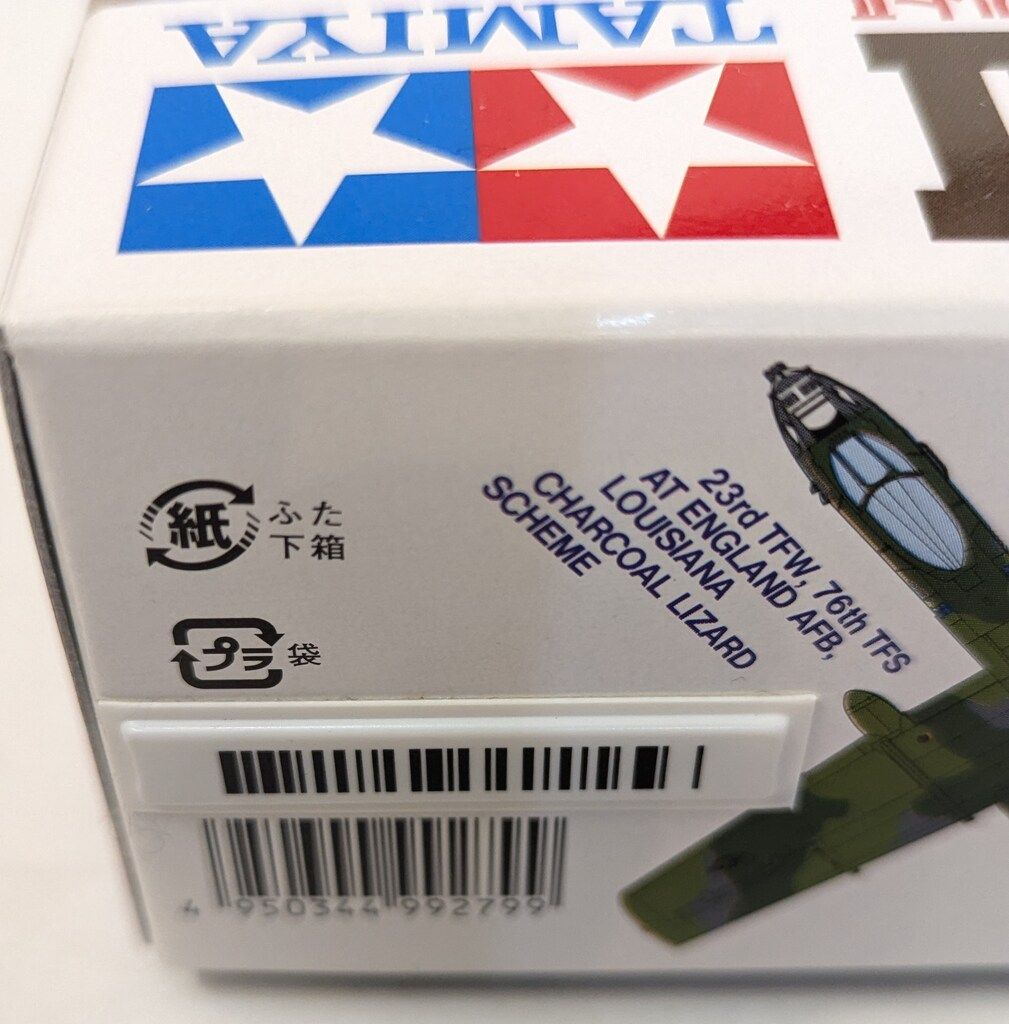 TAMIYA
HD
23rd TFW, 76th TFS
AT ENGLAND AFB,
LOUISIANA
CHARCOAL LIZARD
SCHEME
紙
ふた
下箱
プラ
袋
4 950344 992799